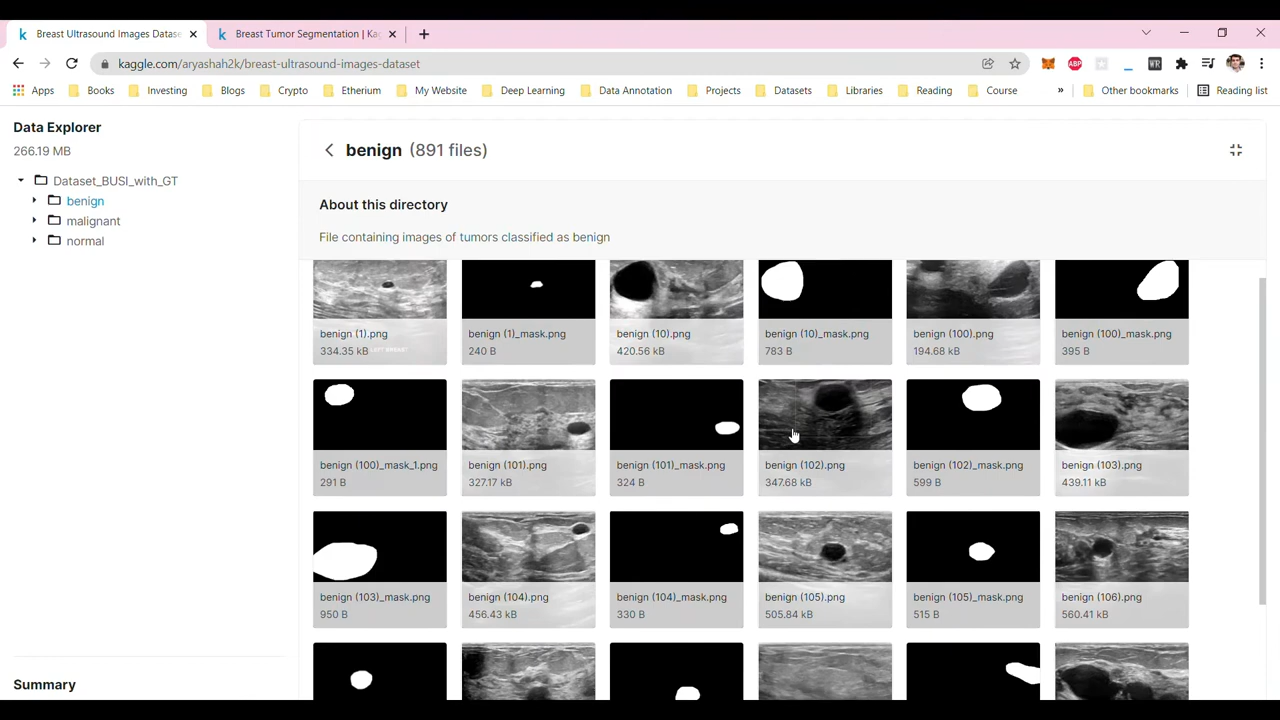 Breast Ultrasound Images Datase
Breast Tumor Segmentation | Ka
kaggle.com/aryashah2k/breast-ultrasound-images-dataset
ABP
WR
Apps
Books
Investing
Blogs
Crypto
Etherium
My Website
Deep Learning
Data Annotation
Projects
Datasets
Libraries
Reading
Course
»
Other bookmarks
Reading list
Data Explorer
266.19 MB
Dataset_BUSI_with_GT
benign
malignant
normal
Summary
benign (891 files)
About this directory
File containing images of tumors classified as benign
benign (1).png
334.35 kB
LEFT BREAST
benign (1)_mask.png
240 B
benign (10).png
420.56 kB
benign (10)_mask.png
783 B
benign (100).png
194.68 kB
benign (100)_mask.png
395 B
benign (100)_mask_1.png
291 B
benign (101).png
327.17 kB
benign (101)_mask.png
324 B
benign (102).png
347.68 kB
benign (102)_mask.png
599 B
benign (103).png
439.11 kB
benign (103)_mask.png
950 B
benign (104).png
456.43 kB
benign (104)_mask.png
330 B
benign (105).png
505.84 kB
benign (105)_mask.png
515 B
benign (106).png
560.41 kB